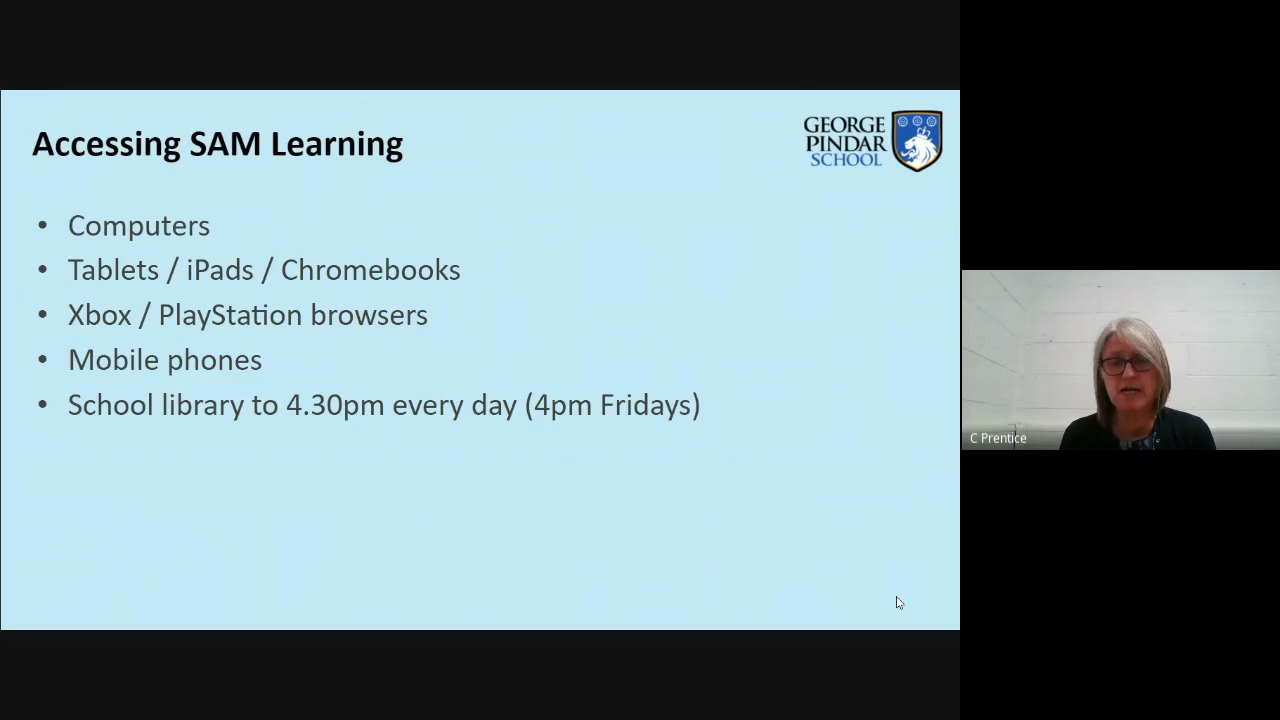 Accessing SAM Learning
GEORGE
PINDAR
SCHOOL
• Computers
• Tablets / iPads / Chromebooks
• Xbox / PlayStation browsers
• Mobile phones
• School library to 4.30pm every day (4pm Fridays)
C Prentice